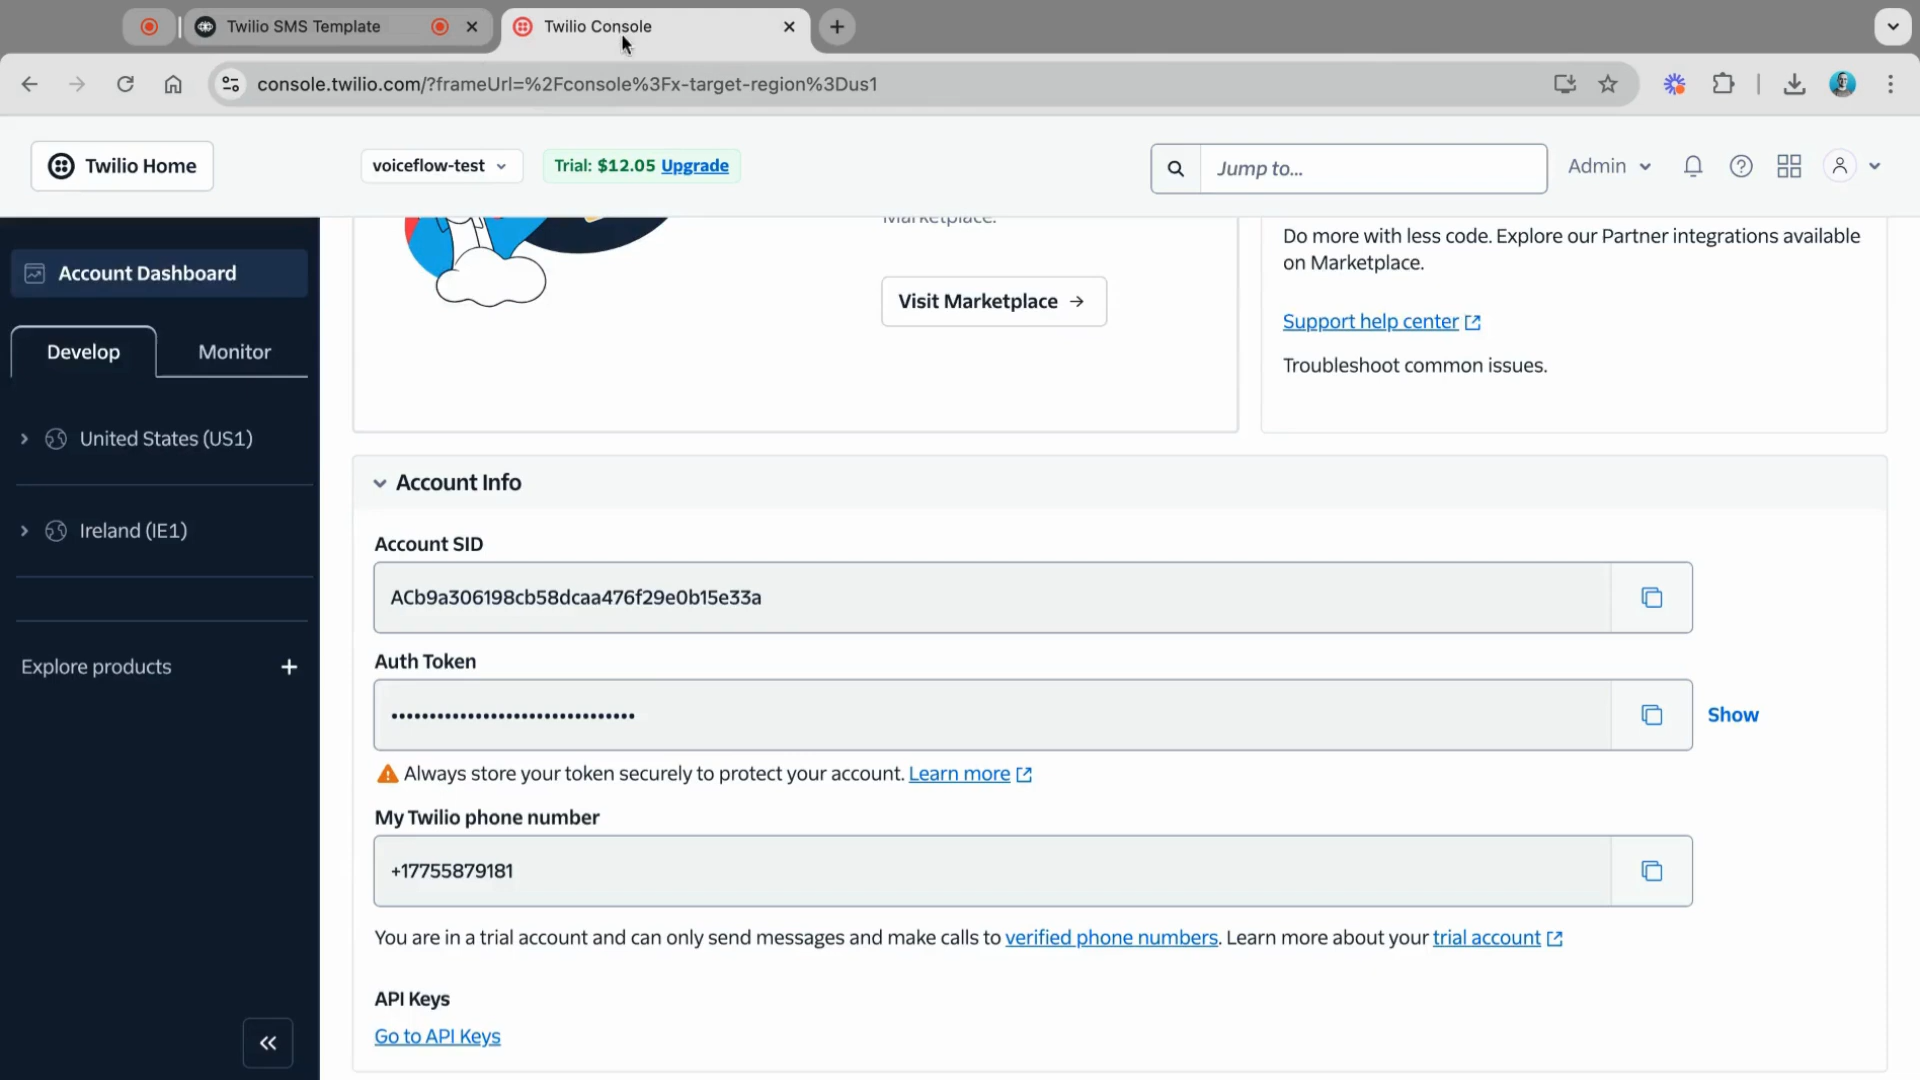 Twilio SMS Template
Twilio Console
console.twilio.com/?frameUrl=%2Fconsole%3Fx-target-region%3Dus1
Twilio Home
voiceflow-test
Trial: $12.05 Upgrade
Jump to...
Admin
Account Dashboard
Develop
Monitor
United States (US1)
Ireland (IE1)
Explore products
Marketplace.
Visit Marketplace
Do more with less code. Explore our Partner integrations available
on Marketplace.
Support help center
Troubleshoot common issues.
Account Info
Account SID
ACb9a306198cb58dcaa476f29e0b15e33a
Auth Token
••••••••••••••••••••••••••••••••
Show
Always store your token securely to protect your account. Learn more
My Twilio phone number
+17755879181
You are in a trial account and can only send messages and make calls to verified phone numbers. Learn more about your trial account
API Keys
Go to API Keys